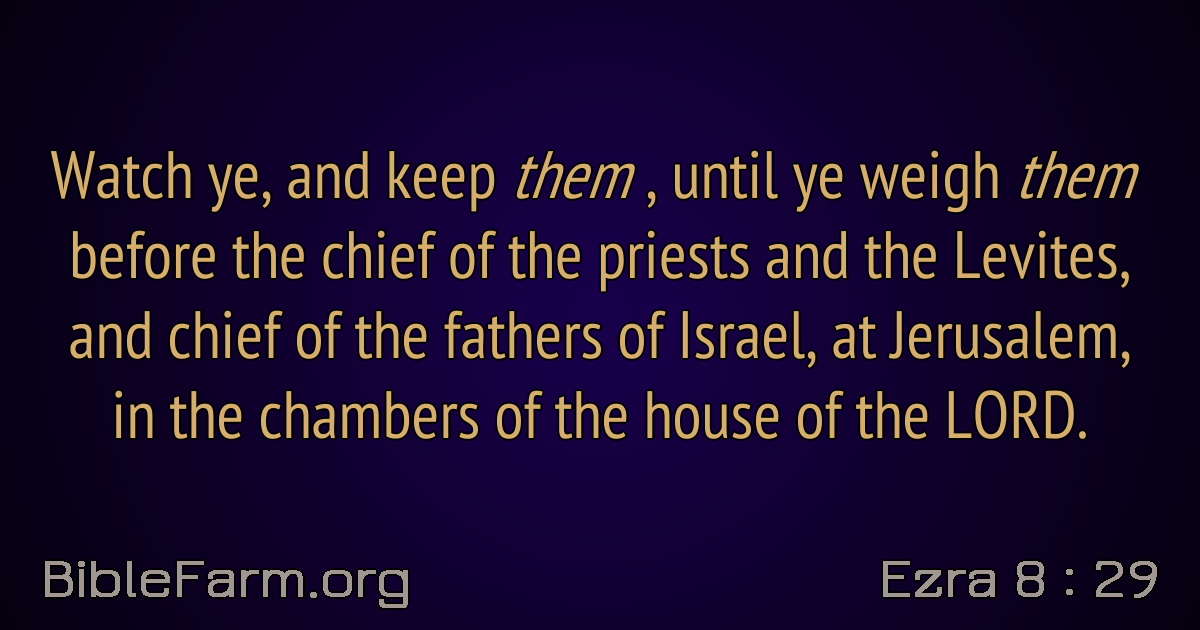 Watch ye, and keep them , until ye weigh them
before the chief of the priests and the Levites,
and chief of the fathers of Israel, at Jerusalem,
in the chambers of the house of the LORD.
BibleFarm.org
Ezra 8 : 29